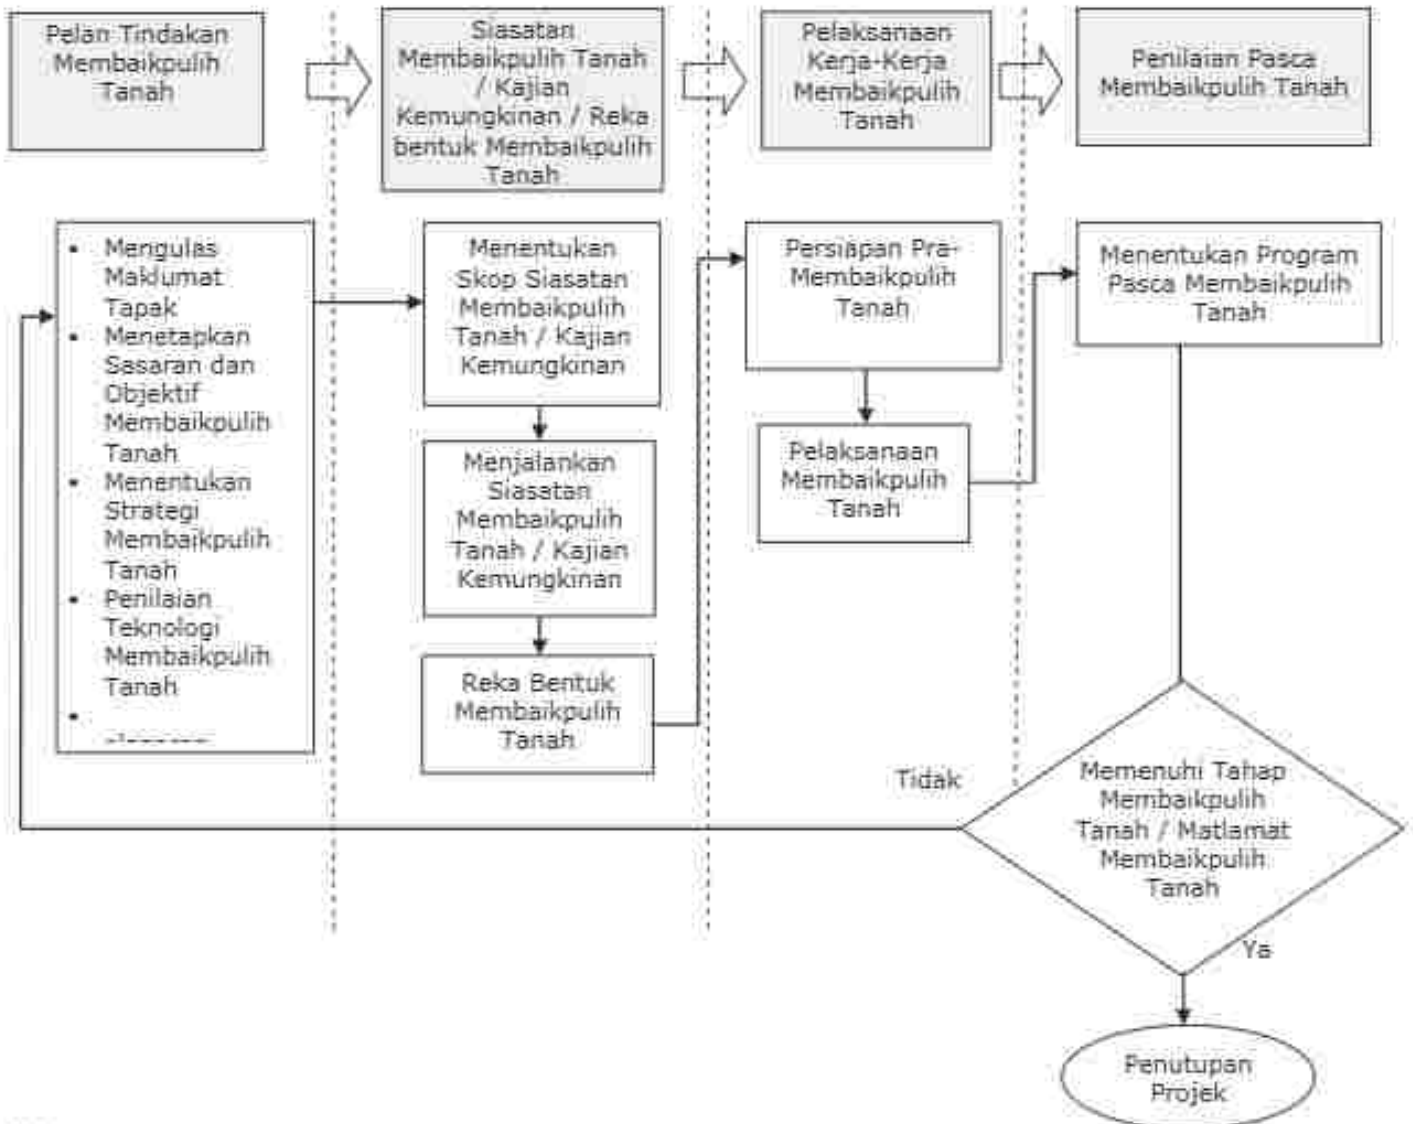 Pelan Tindakan
Membaikpulih
Tanah
Siasatan
Membaikpulih Tanah
/ Kajian
Kemungkinan / Reka
bentuk Membaikpulih
Tanah
Pelaksanaan
Kerja-Kerja
Membaikpulih
Tanah
Penilaian Pasca
Membaikpulih Tanah
• Mengulas
Maklumat
Tapak
• Menetapkan
Sasaran dan
Objektif
Membaikpulih
Tanah
• Menentukan
Strategi
Membaikpulih
Tanah
• Penilaian
Teknologi
Membaikpulih
Tanah
•
Menentukan
Skop Siasatan
Membaikpulih
Tanah / Kajian
Kemungkinan
Menjalankan
Siasatan
Membaikpulih
Tanah / Kajian
Kemungkinan
Reka Bentuk
Membaikpulih
Tanah
Persiapan Pra-
Membaikpulih
Tanah
Pelaksanaan
Membaikpulih
Tanah
Menentukan Program
Pasca Membaikpulih
Tanah
Tidak
Memenuhi Tahap
Membaikpulih
Tanah / Matlamat
Membaikpulih
Tanah
Ya
Penutupan
Projek